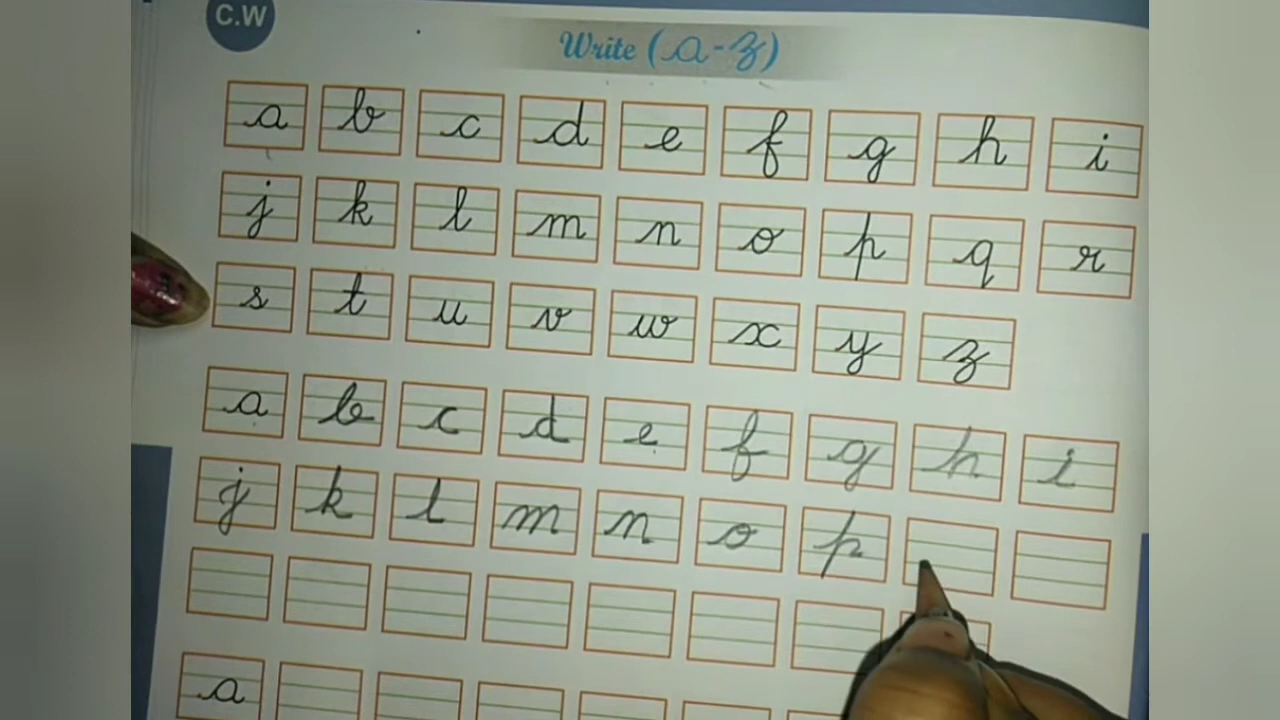 C.W
Write (a-z)
a b c d e f g h i
j k l m n o p q r
s t u v w x y z
a b c d e f g h i
j k l m n o p
a